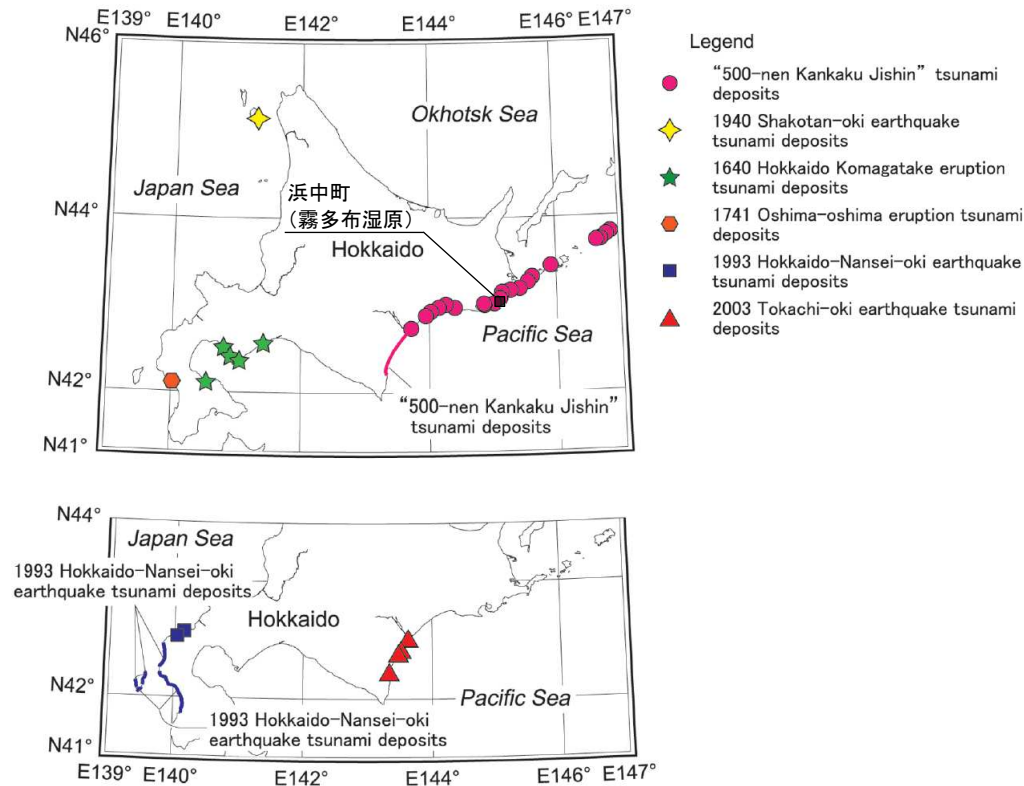 E139° E140° E142° E144° E146° E147°
N46°
Legend
"500-nen Kankaku Jishin" tsunami
deposits
Okhotsk Sea
1940 Shakotan-oki earthquake
tsunami deposits
Japan Sea
1640 Hokkaido Komagatake eruption
tsunami deposits
浜中町
(霧多布湿原)
N44°
Hokkaido
1741 Oshima-oshima eruption tsunami
deposits
1993 Hokkaido-Nansei-oki earthquake
tsunami deposits
2003 Tokachi-oki earthquake tsunami
deposits
Pacific Sea
N42°
"500-nen Kankaku Jishin"
tsunami deposits
N41°
N44°
Japan Sea
1993 Hokkaido-Nansei-oki
earthquake tsunami deposits
Hokkaido
N42°
Pacific Sea
1993 Hokkaido-Nansei-oki
earthquake tsunami deposits
N41°
E139° E140° E142° E144° E146° E147°